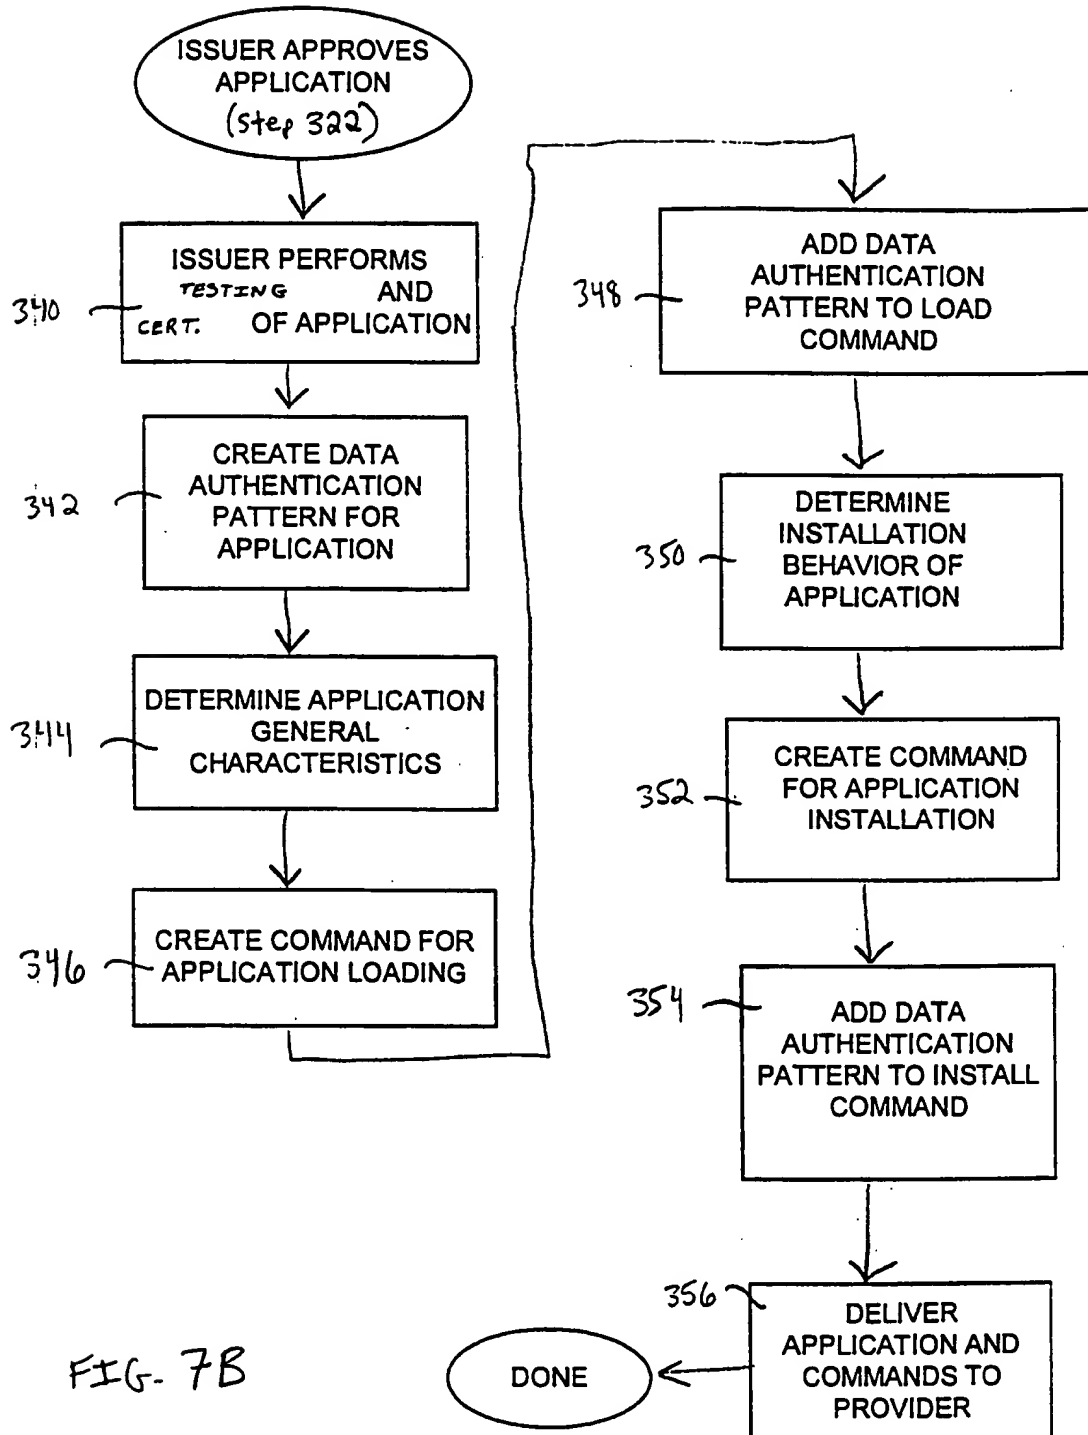 ISSUER APPROVES
APPLICATION
(step 322)
340
ISSUER PERFORMS
TESTING AND
CERT. OF APPLICATION
342
CREATE DATA
AUTHENTICATION
PATTERN FOR
APPLICATION
344
DETERMINE APPLICATION
GENERAL
CHARACTERISTICS
346
CREATE COMMAND FOR
APPLICATION LOADING
348
ADD DATA
AUTHENTICATION
PATTERN TO LOAD
COMMAND
350
DETERMINE
INSTALLATION
BEHAVIOR OF
APPLICATION
352
CREATE COMMAND
FOR APPLICATION
INSTALLATION
354
ADD DATA
AUTHENTICATION
PATTERN TO INSTALL
COMMAND
356
DELIVER
APPLICATION AND
COMMANDS TO
PROVIDER
DONE
FIG. 7B